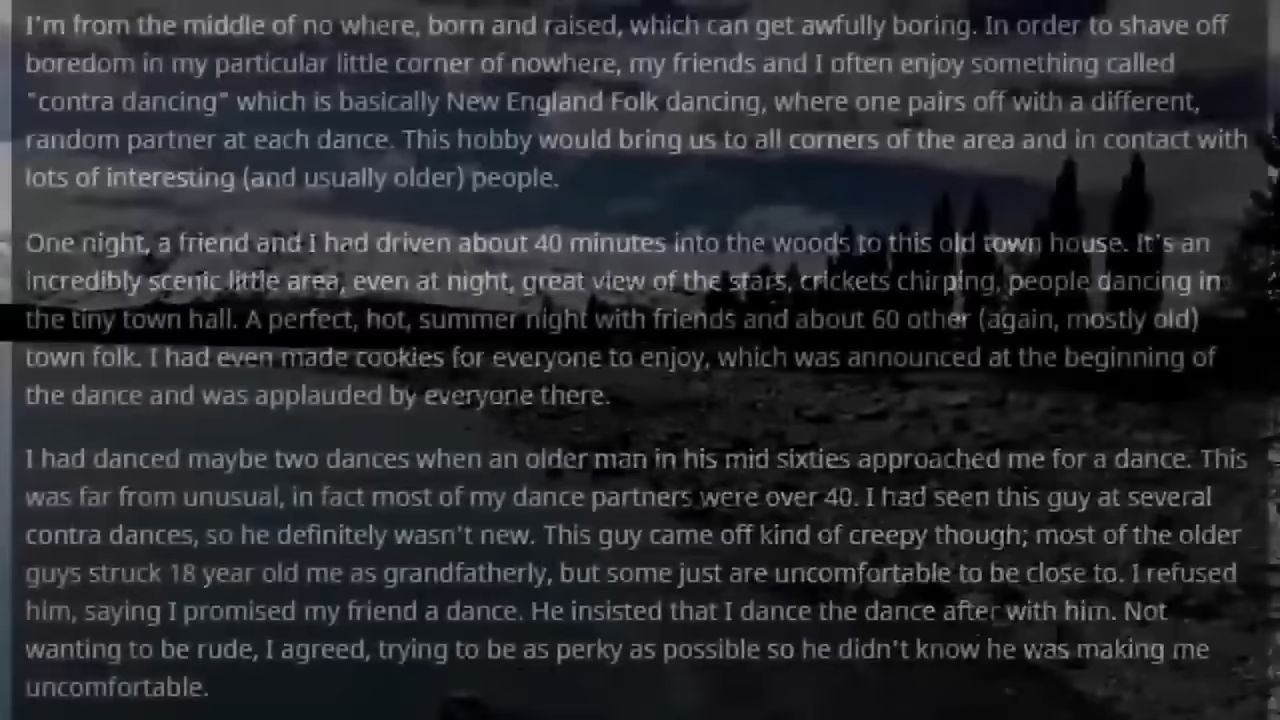 I'm from the middle of no where, born and raised, which can get awfully boring. In order to shave off
boredom in my particular little corner of nowhere, my friends and I often enjoy something called
"contra dancing" which is basically New England Folk dancing, where one pairs off with a different,
random partner at each dance. This hobby would bring us to all corners of the area and in contact with
lots of interesting (and usually older) people.
One night, a friend and I had driven about 40 minutes into the woods to this old town house. It's an
incredibly scenic little area, even at night, great view of the stars, crickets chirping, people dancing in
the tiny town hall. A perfect, hot, summer night with friends and about 60 other (again, mostly old)
town folk. I had even made cookies for everyone to enjoy, which was announced at the beginning of
the dance and was applauded by everyone there.
I had danced maybe two dances when an older man in his mid sixties approached me for a dance. This
was far from unusual, in fact most of my dance partners were over 40. I had seen this guy at several
contra dances, so he definitely wasn't new. This guy came off kind of creepy though; most of the older
guys struck 18 year old me as grandfatherly, but some just are uncomfortable to be close to. I refused
him, saying I promised my friend a dance. He insisted that I dance the dance after with him. Not
wanting to be rude, I agreed, trying to be as perky as possible so he didn't know he was making me
uncomfortable.